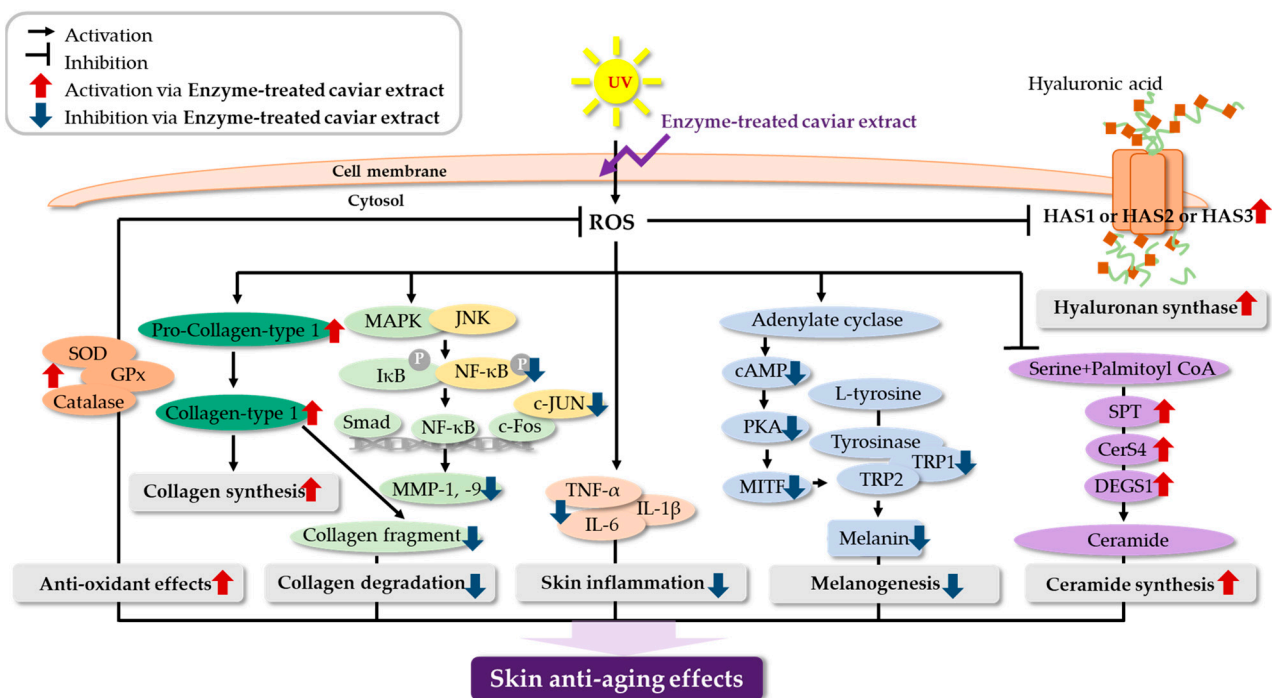 Activation
Inhibition
Activation via Enzyme-treated caviar extract
Inhibition via Enzyme-treated caviar extract
UV
Enzyme-treated caviar extract
Hyaluronic acid
Cell membrane
Cytosol
ROS
HAS1 or HAS2 or HAS3
Hyaluronan synthase
Pro-Collagen-type 1
MAPK
JNK
Adenylate cyclase
SOD
GPx
Catalase
P
P
IκB
NF-κB
cAMP
Serine+Palmitoyl CoA
Collagen-type 1
c-JUN
L-tyrosine
SPT
Smad
NF-κB
c-Fos
PKA
Tyrosinase
TRP1
CerS4
Collagen synthesis
MMP-1, -9
TNF-α
IL-1β
IL-6
MITF
TRP2
DEGS1
Collagen fragment
Melanin
Ceramide
Anti-oxidant effects
Collagen degradation
Skin inflammation
Melanogenesis
Ceramide synthesis
Skin anti-aging effects